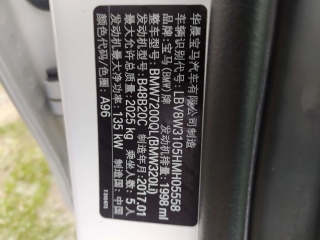 华晨宝马汽车有限公司制造
车辆识别代号: LBV8W3105HMH05558
品牌: 宝马 (BMW)牌 发动机排量: 1998 ml
整车型号: BMW7200QL(BMW320Li)
发动机型号: B48B20C 制造年月: 2017.01
最大允许总质量: 2025 kg 乘坐人数: 5 人
发动机最大净功率: 135 kW 制造国: 中国
颜色代码/色度: A96